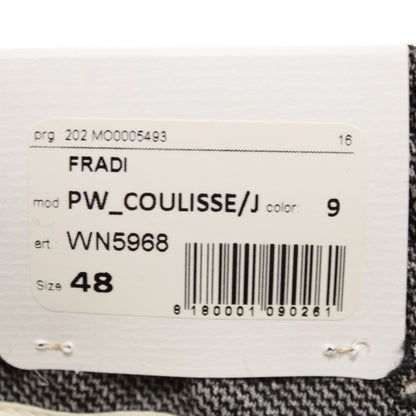 prg 202 MO0005493 16
FRADI
mod PW_COULISSE/J color: 9
art: WN5968
Size 48
8 180001 090261